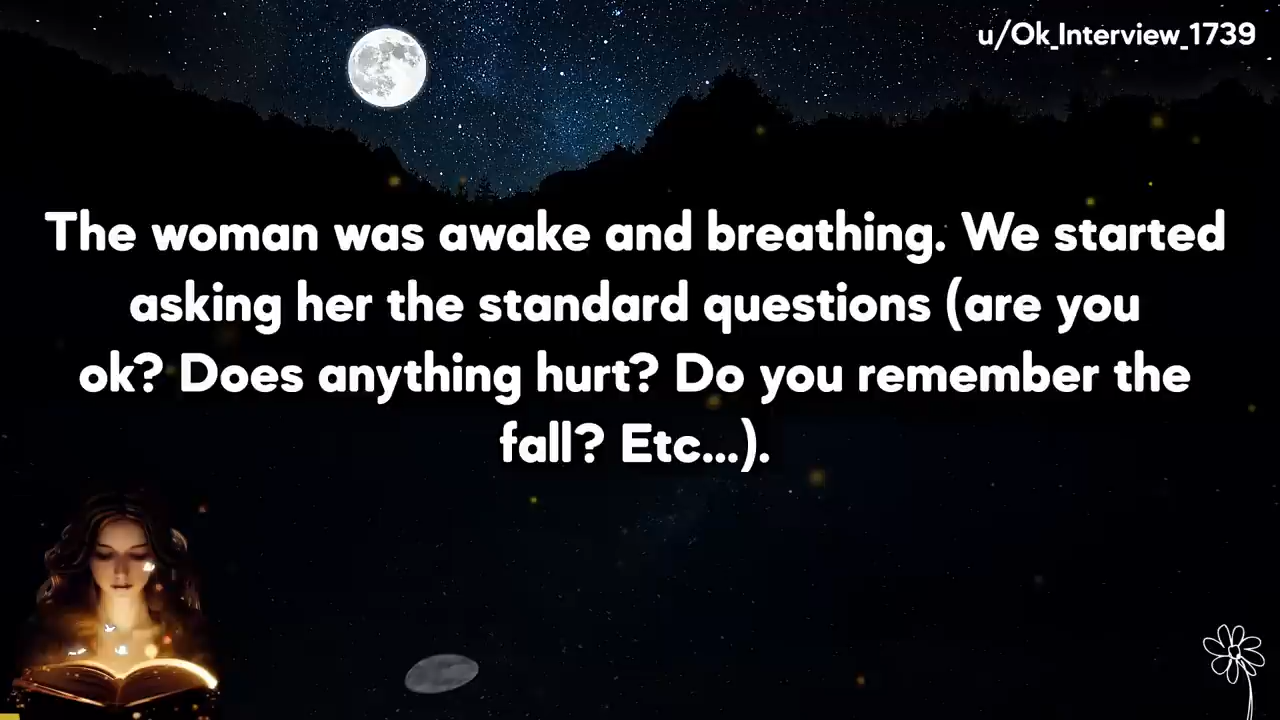 u/Ok_Interview_1739
The woman was awake and breathing. We started
asking her the standard questions (are you
ok? Does anything hurt? Do you remember the
fall? Etc...).